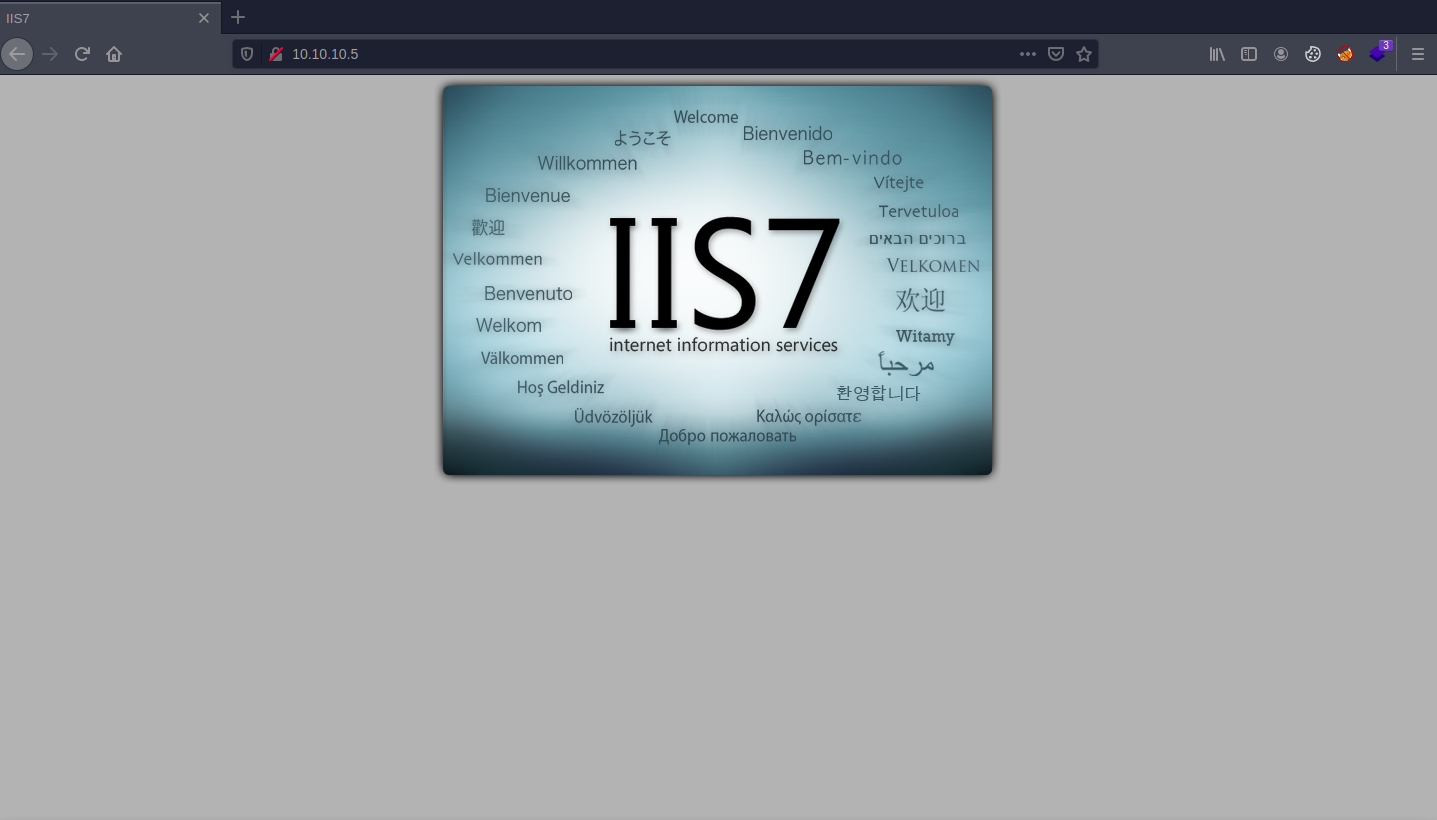 IIS7
10.10.10.5
3
Welcome
Bienvenido
ようこそ
Bem-vindo
Willkommen
Vítejte
Bienvenue
Tervetuloa
歡迎
ברוכים הבאים
Velkommen
VELKOMEN
Benvenuto
欢迎
Welkom
Witamy
Välkommen
مرحباً
Hoş Geldiniz
환영합니다
Üdvözöljük
Καλώς ορίσατε
Добро пожаловать
IIS7
internet information services